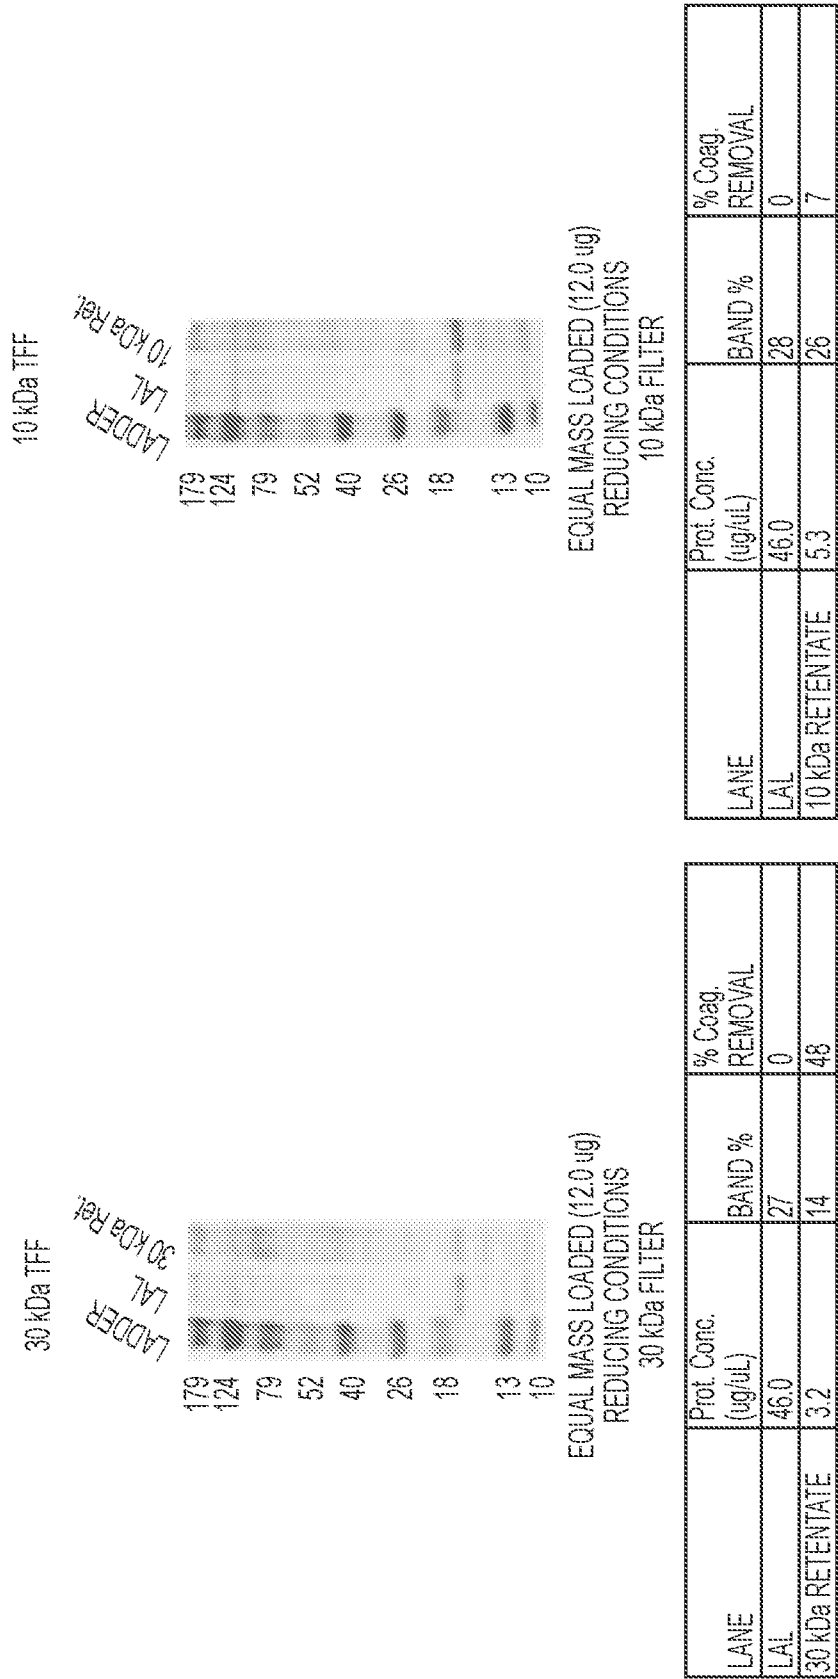 30 kDa TFF
LADDER
LAL
30 kDa Ret.
179
124
79
52
40
26
18
13
10
EQUAL MASS LOADED (12.0 ug)
REDUCING CONDITIONS
30 kDa FILTER
LANE Prot. Conc. (ug/uL) BAND % % Coag. REMOVAL
LAL 46.0 27 0
30 kDa RETENTATE 3.2 14 48
10 kDa TFF
LADDER
LAL
10 kDa Ret.
179
124
79
52
40
26
18
13
10
EQUAL MASS LOADED (12.0 ug)
REDUCING CONDITIONS
10 kDa FILTER
LANE Prot. Conc. (ug/uL) BAND % % Coag. REMOVAL
LAL 46.0 28 0
10 kDa RETENTATE 5.3 26 7